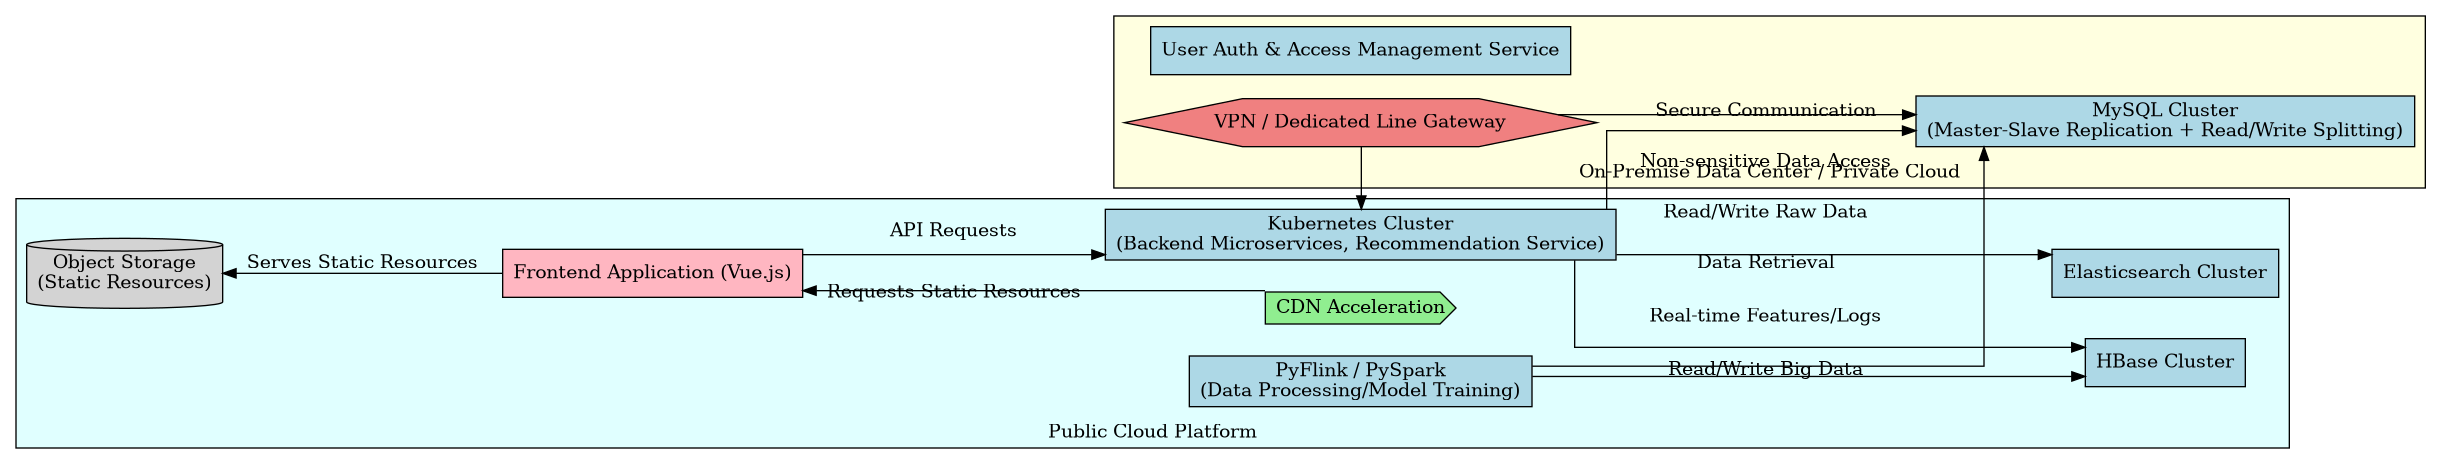 User Auth & Access Management Service
VPN / Dedicated Line Gateway
Secure Communication
MySQL Cluster
(Master-Slave Replication + Read/Write Splitting)
Non-sensitive Data Access
On-Premise Data Center / Private Cloud
Kubernetes Cluster
(Backend Microservices, Recommendation Service)
Read/Write Raw Data
API Requests
Object Storage
(Static Resources)
Serves Static Resources
Frontend Application (Vue.js)
Data Retrieval
Elasticsearch Cluster
Requests Static Resources
CDN Acceleration
Real-time Features/Logs
HBase Cluster
PyFlink / PySpark
(Data Processing/Model Training)
Read/Write Big Data
Public Cloud Platform